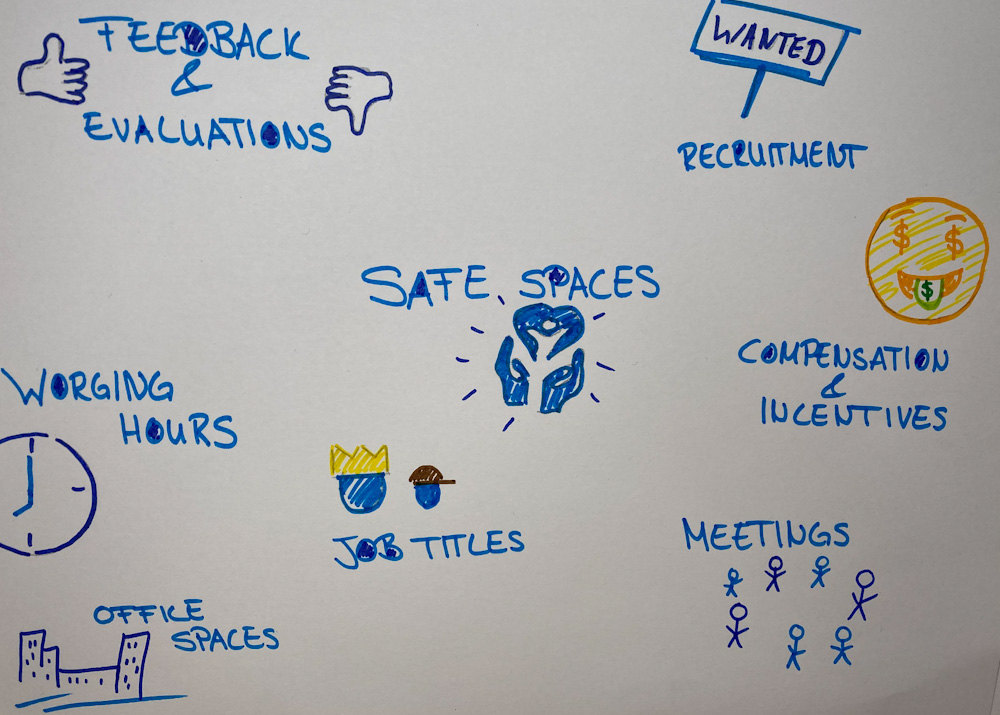 FEEDBACK
&
EVALUATIONS
WANTED
RECRUITMENT
$ $
$
SAFE SPACES
COMPENSATION
&
INCENTIVES
WORGING
HOURS
JOB TITLES
MEETINGS
OFFICE
SPACES